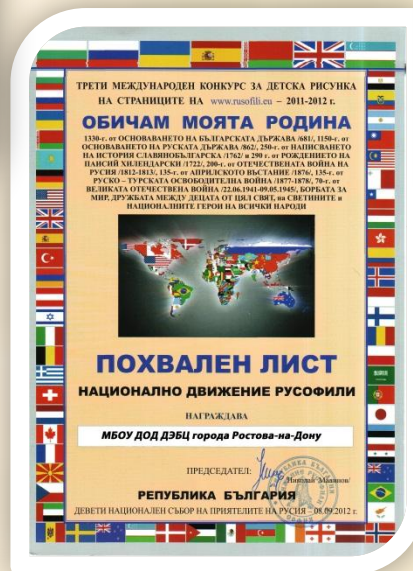 ТРЕТИ МЕЖДУНАРОДЕН КОНКУРС ЗА ДЕТСКА РИСУНКА
НА СТРАНИЦИТЕ НА www.rusofili.eu – 2011-2012 г.
ОБИЧАМ МОЯТА РОДИНА
1330-г. от ОСНОВАВАНЕТО НА БЪЛГАРСКАТА ДЪРЖАВА /681/, 1150-г. от
ОСНОВАВАНЕТО НА РУСКАТА ДЪРЖАВА /862/, 250-г. от НАПИСВАНЕТО
НА ИСТОРИЯ СЛАВЯНОБЪЛГАРСКА /1762/ и 290 г. от РОЖДЕНИЕТО НА
ПАИСИЙ ХИЛЕНДАРСКИ /1722/, 200-г. от ОТЕЧЕСТВЕНАТА ВОЙНА НА
РУСИЯ /1812-1813/, 135-г. от АПРИЛСКОТО ВЪСТАНИЕ /1876/, 135-г. от
РУСКО – ТУРСКАТА ОСВОБОДИТЕЛНА ВОЙНА /1877-1878/, 70-г. от
ВЕЛИКАТА ОТЕЧЕСТВЕНА ВОЙНА /22.06.1941-09.05.1945/, БОРБАТА ЗА
МИР, ДРУЖБАТА МЕЖДУ ДЕЦАТА ОТ ЦЯЛ СВЯТ, на СВЕТИНИТЕ и
НАЦИОНАЛНИТЕ ГЕРОИ НА ВСИЧКИ НАРОДИ
ПОХВАЛЕН ЛИСТ
НАЦИОНАЛНО ДВИЖЕНИЕ РУСОФИЛИ
НАГРАЖДАВА
МБОУ ДОД ДЭБЦ города Ростова-на-Дону
ПРЕДСЕДАТЕЛ:
/Николай Малинов/
РЕПУБЛИКА БЪЛГАРИЯ
ДЕВЕТИ НАЦИОНАЛЕН СЪБОР НА ПРИЯТЕЛИТЕ НА РУСИЯ – 08.09.2012 г.